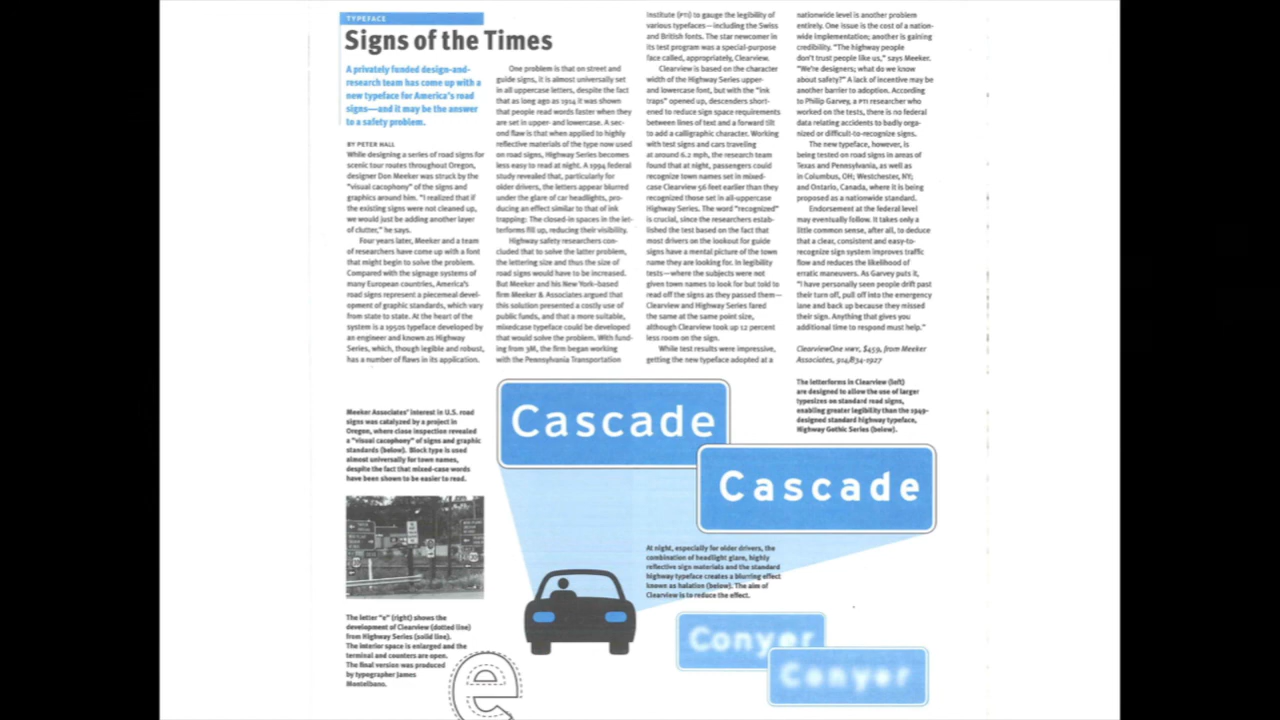 TYPEFACE
Signs of the Times
A privately funded design-and-
research team has come up with a
new typeface for America's road
signs—and it may be the answer
to a safety problem.
BY PETER HALL
While designing a series of road signs for
scenic tour routes throughout Oregon,
designer Don Meeker was struck by the
"visual cacophony" of the signs and
graphics around him. "I realized that if
the existing signs were not cleaned up,
we would just be adding another layer
of clutter," he says.
Four years later, Meeker and a team
of researchers have come up with a font
that might begin to solve the problem.
Compared with the signage systems of
many European countries, America's
road signs represent a piecemeal devel-
opment of graphic standards, which vary
from state to state. At the heart of the
system is a 1950s typeface developed by
an engineer and known as Highway
Series, which, though legible and robust,
has a number of flaws in its application.
One problem is that on street and
guide signs, it is almost universally set
in all uppercase letters, despite the fact
that as long ago as 1914 it was shown
that people read words faster when they
are set in upper- and lowercase. A sec-
ond flaw is that when applied to highly
reflective materials of the type now used
on road signs, Highway Series becomes
less easy to read at night. A 1994 federal
study revealed that, particularly for
older drivers, the letters appear blurred
under the glare of car headlights, pro-
ducing an effect similar to that of ink
trapping: The closed-in spaces in the let-
terforms fill up, reducing their visibility.
Highway safety researchers con-
cluded that to solve the latter problem,
the lettering size and thus the size of
road signs would have to be increased.
But Meeker and his New York–based
firm Meeker & Associates argued that
this solution presented a costly use of
public funds, and that a more suitable,
mixedcase typeface could be developed
that would solve the problem. With fund-
ing from 3M, the firm began working
with the Pennsylvania Transportation
Institute (PTI) to gauge the legibility of
various typefaces—including the Swiss
and British fonts. The star newcomer in
its test program was a special-purpose
face called, appropriately, Clearview.
Clearview is based on the character
width of the Highway Series upper-
and lowercase font, but with the "ink
traps" opened up, descenders short-
ened to reduce sign space requirements
between lines of text and a forward tilt
to add a calligraphic character. Working
with test signs and cars traveling
at around 6.2 mph, the research team
found that at night, passengers could
recognize town names set in mixed-
case Clearview 56 feet earlier than they
recognized those set in all-uppercase
Highway Series. The word "recognized"
is crucial, since the researchers estab-
lished the test based on the fact that
most drivers on the lookout for guide
signs have a mental picture of the town
name they are looking for. In legibility
tests—where the subjects were not
given town names to look for but told to
read off the signs as they passed them—
Clearview and Highway Series fared
the same at the same point size,
although Clearview took up 12 percent
less room on the sign.
While test results were impressive,
getting the new typeface adopted at a
nationwide level is another problem
entirely. One issue is the cost of a nation-
wide implementation; another is gaining
credibility. "The highway people
don't trust people like us," says Meeker.
"We're designers; what do we know
about safety?" A lack of incentive may be
another barrier to adoption. According
to Philip Garvey, a PTI researcher who
worked on the tests, there is no federal
data relating accidents to badly orga-
nized or difficult-to-recognize signs.
The new typeface, however, is
being tested on road signs in areas of
Texas and Pennsylvania, as well as
in Columbus, OH; Westchester, NY;
and Ontario, Canada, where it is being
proposed as a nationwide standard.
Endorsement at the federal level
may eventually follow. It takes only a
little common sense, after all, to deduce
that a clear, consistent and easy-to-
recognize sign system improves traffic
flow and reduces the likelihood of
erratic maneuvers. As Garvey puts it,
"I have personally seen people drift past
their turn off, pull off into the emergency
lane and back up because they missed
their sign. Anything that gives you
additional time to respond must help."
ClearviewOne HWY, $459, from Meeker
Associates, 914/834-1927
Meeker Associates' interest in U.S. road
signs was catalyzed by a project in
Oregon, where close inspection revealed
a "visual cacophony" of signs and graphic
standards (below). Block type is used
almost universally for town names,
despite the fact that mixed-case words
have been shown to be easier to read.
Cascade
Cascade
The letterforms in Clearview (left)
are designed to allow the use of larger
typesizes on standard road signs,
enabling greater legibility than the 1949-
designed standard highway typeface,
Highway Gothic Series (below).
At night, especially for older drivers, the
combination of headlight glare, highly
reflective sign materials and the standard
highway typeface creates a blurring effect
known as halation (below). The aim of
Clearview is to reduce the effect.
The letter "e" (right) shows the
development of Clearview (dotted line)
from Highway Series (solid line).
The interior space is enlarged and the
terminal and counters are open.
The final version was produced
by typographer James
Montelbano.
e
Conyer
Conyer